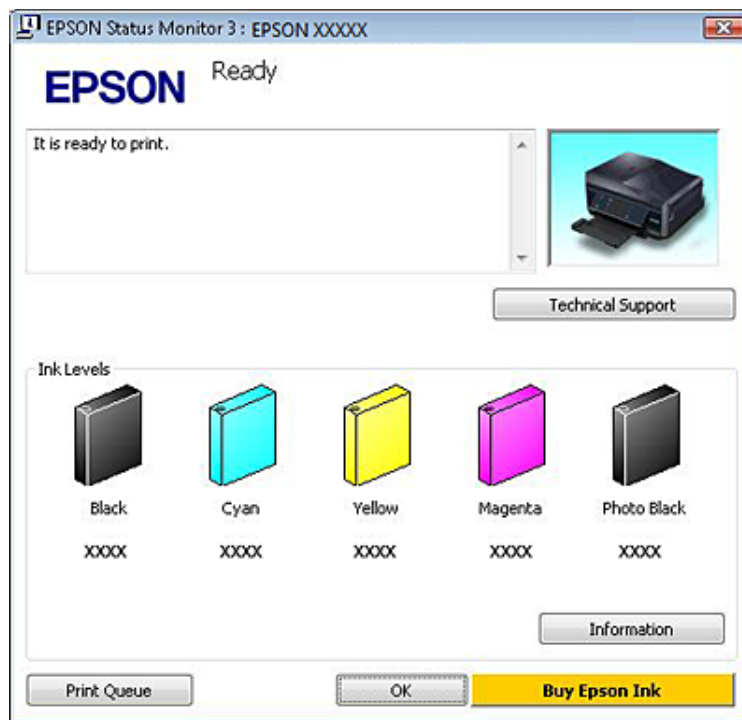 EPSON Status Monitor 3 : EPSON XXXXX
EPSON
Ready
It is ready to print.
Technical Support
Ink Levels
Black Cyan Yellow Magenta Photo Black
XXXX XXXX XXXX XXXX XXXX
Information
Print Queue OK Buy Epson Ink